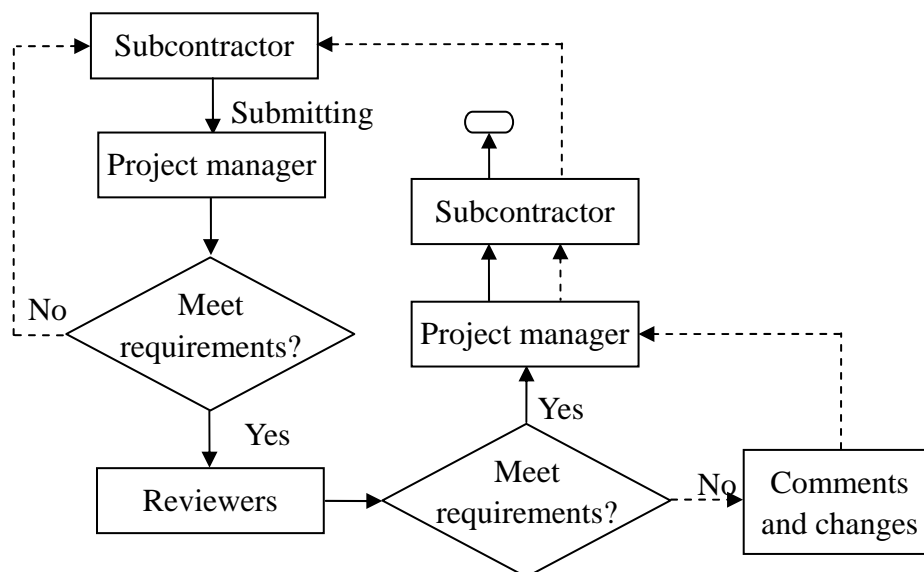 Subcontractor
Submitting
Project manager
Meet
requirements?
No
Yes
Reviewers
Subcontractor
Project manager
Yes
Meet
requirements?
No
Comments
and changes